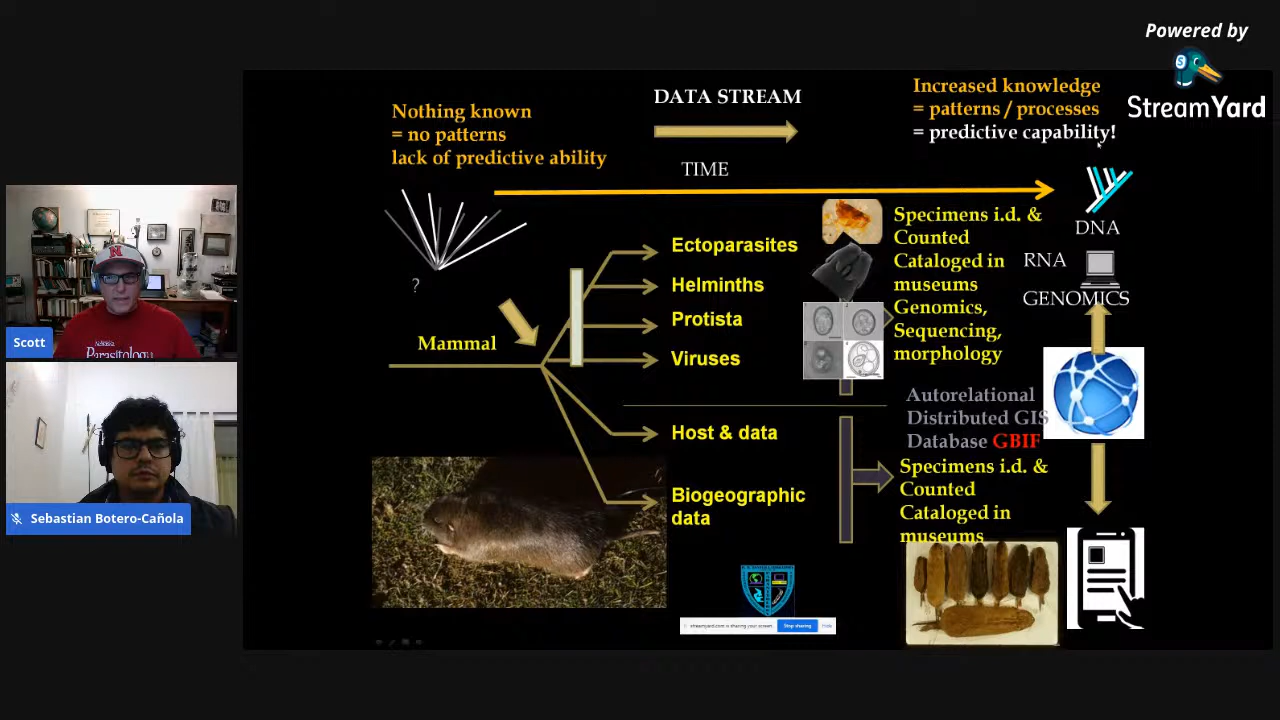 Powered by
StreamYard
Nothing known
= no patterns
lack of predictive ability
DATA STREAM
TIME
Increased knowledge
= patterns / processes
= predictive capability!
?
Mammal
Ectoparasites
Helminths
Protista
Viruses
Host & data
Biogeographic
data
Specimens i.d. &
Counted
Cataloged in
museums
Genomics,
Sequencing,
morphology
DNA
RNA
GENOMICS
Autorelational
Distributed GIS
Database GBIF
Specimens i.d. &
Counted
Cataloged in
museums
N
Nebraska
Parasitology
Scott
Sebastian Botero-Cañola
streamyard.com is sharing your screen.
Stop sharing
Hide